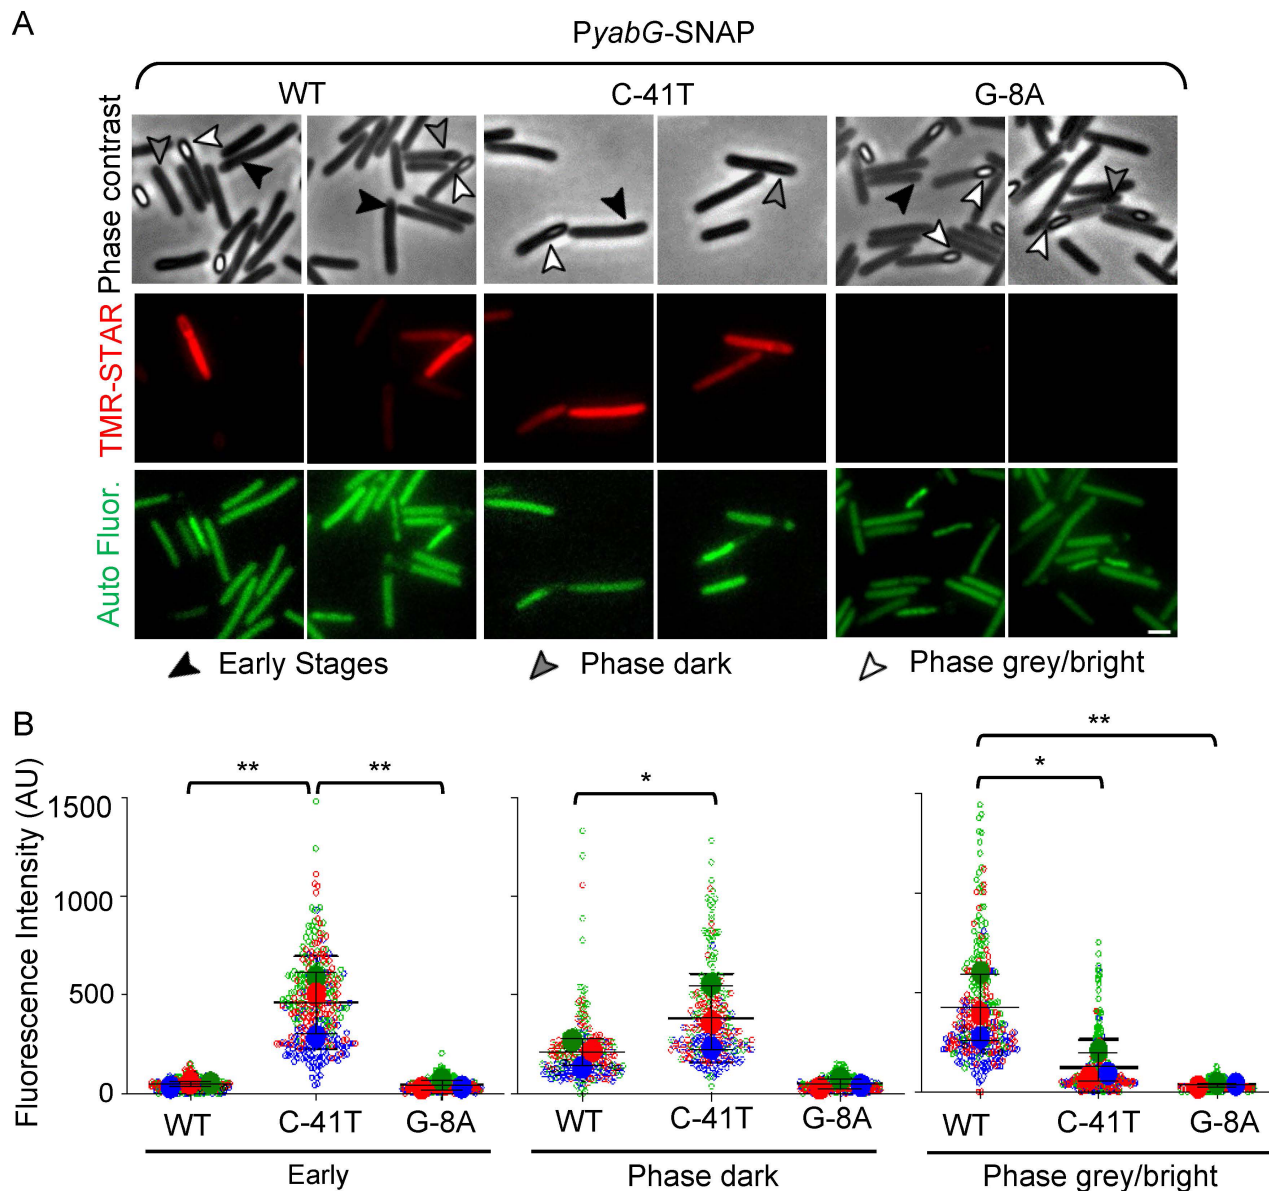 A
PyabG-SNAP
WT
C-41T
G-8A
Phase contrast
TMR-STAR
Auto Fluor.
Early Stages
Phase dark
Phase grey/bright
B
Fluorescence Intensity (AU)
1500
1000
500
0
**
**
*
**
*
WT
C-41T
G-8A
WT
C-41T
G-8A
WT
C-41T
G-8A
Early
Phase dark
Phase grey/bright